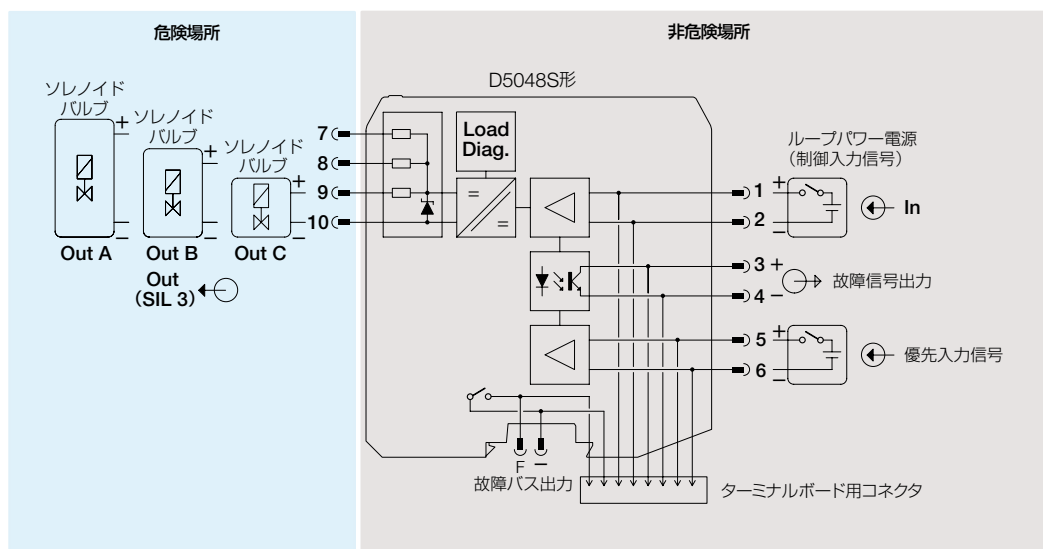 危険場所
非危険場所
ソレノイド
バルブ
ソレノイド
バルブ
ソレノイド
バルブ
+
+
+
−
−
−
Out A
Out B
Out C
Out
(SIL 3)
D5048S形
7
8
9
10
Load
Diag.
=
=
1
2
3 +
4 −
5
6
+
−
ループパワー電源
(制御入力信号)
In
故障信号出力
+
−
優先入力信号
F −
故障バス出力
ターミナルボード用コネクタ